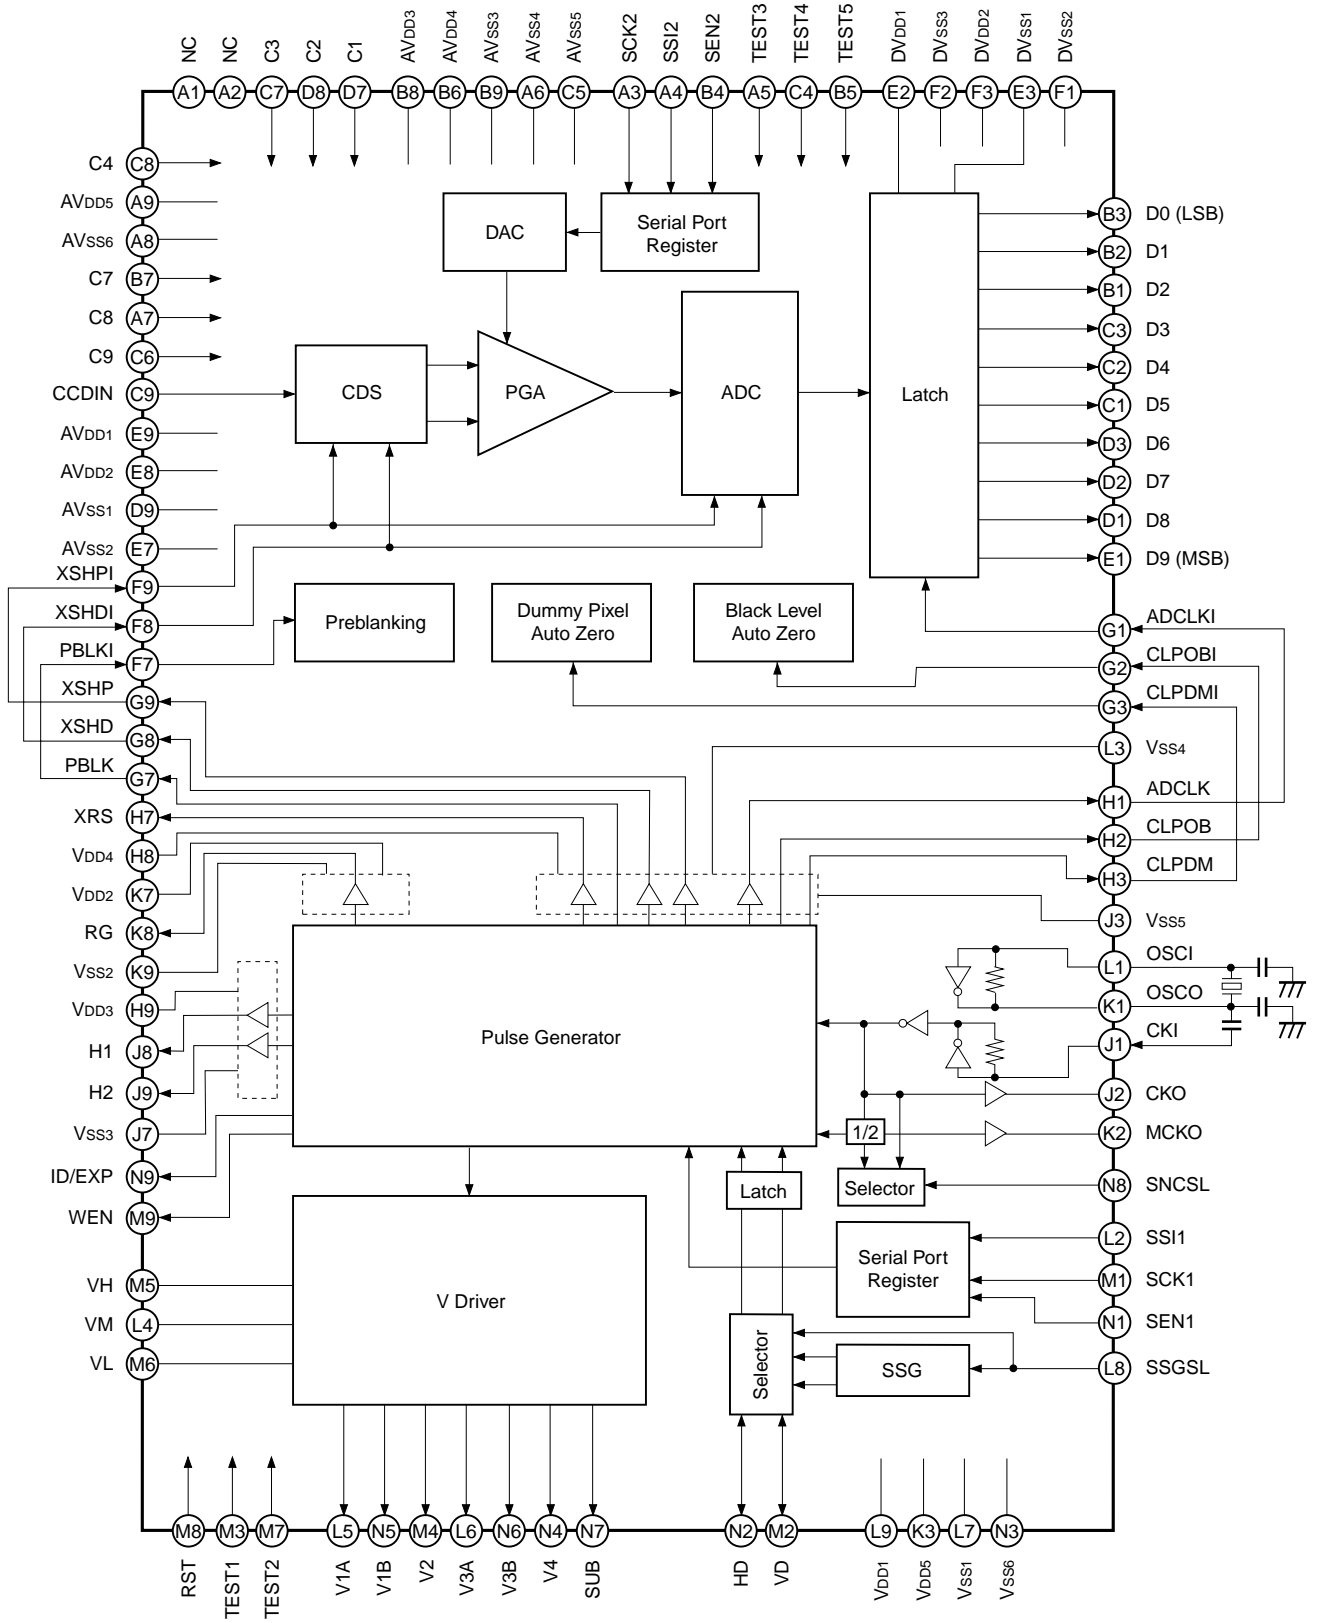 NC NC C3 C2 C1 AVDD3 AVDD4 AVSS3 AVSS4 AVSS5 SCK2 SSI2 SEN2 TEST3 TEST4 TEST5 DVDD1 DVSS3 DVDD2 DVSS1 DVSS2
A1 A2 C7 D8 D7 B8 B6 B9 A6 C5 A3 A4 B4 A5 C4 B5 E2 F2 F3 E3 F1
C4 C8
AVDD5 A9
AVSS6 A8
C7 B7
C8 A7
C9 C6
CCDIN C9
AVDD1 E9
AVDD2 E8
AVSS1 D9
AVSS2 E7
XSHPI F9
XSHDI F8
PBLKI F7
XSHP G9
XSHD G8
PBLK G7
XRS H7
VDD4 H8
VDD2 K7
RG K8
VSS2 K9
VDD3 H9
H1 J8
H2 J9
VSS3 J7
ID/EXP N9
WEN M9
VH M5
VM L4
VL M6
DAC
Serial Port
Register
CDS
PGA
ADC
Latch
Preblanking
Dummy Pixel
Auto Zero
Black Level
Auto Zero
Pulse Generator
1/2
Selector
Latch
Serial Port
Register
V Driver
Selector
SSG
B3 D0 (LSB)
B2 D1
B1 D2
C3 D3
C2 D4
C1 D5
D3 D6
D2 D7
D1 D8
E1 D9 (MSB)
G1 ADCLKI
G2 CLPOBI
G3 CLPDMI
L3 VSS4
H1 ADCLK
H2 CLPOB
H3 CLPDM
J3 VSS5
L1 OSCI
K1 OSCO
J1 CKI
J2 CKO
K2 MCKO
N8 SNCSL
L2 SSI1
M1 SCK1
N1 SEN1
L8 SSGSL
M8 M3 M7 L5 N5 M4 L6 N6 N4 N7 N2 M2 L9 K3 L7 N3
RST TEST1 TEST2 V1A V1B V2 V3A V3B V4 SUB HD VD VDD1 VDD5 VSS1 VSS6